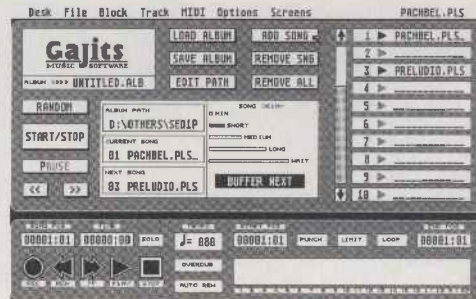 Desk File Block Track MIDI Options Screens PACHBEL.PLS
Gajits
MUSIC SOFTWARE
ALBUM >>> UNTITLED.ALB
LOAD ALBUM ADD SONG
SAVE ALBUM REMOVE SNG
EDIT PATH REMOVE ALL
1 PACHBEL.PLS
2
3 PRELUDIO.PLS
4
5
6
7
8
9
10
RANDOM
START/STOP
PAUSE
<< >>
ALBUM PATH
D:\OTHERS\SED1P
CURRENT SONG
01 PACHBEL.PLS
NEXT SONG
03 PRELUDIO.PLS
SONG DELAY
MIN
SHORT
MEDIUM
LONG
WAIT
BUFFER NEXT
00001:01 00000:00 SOLO ♩= 088 00001:01 PUNCH LIMIT LOOP 00001:01
OVERDUB
AUTO REW